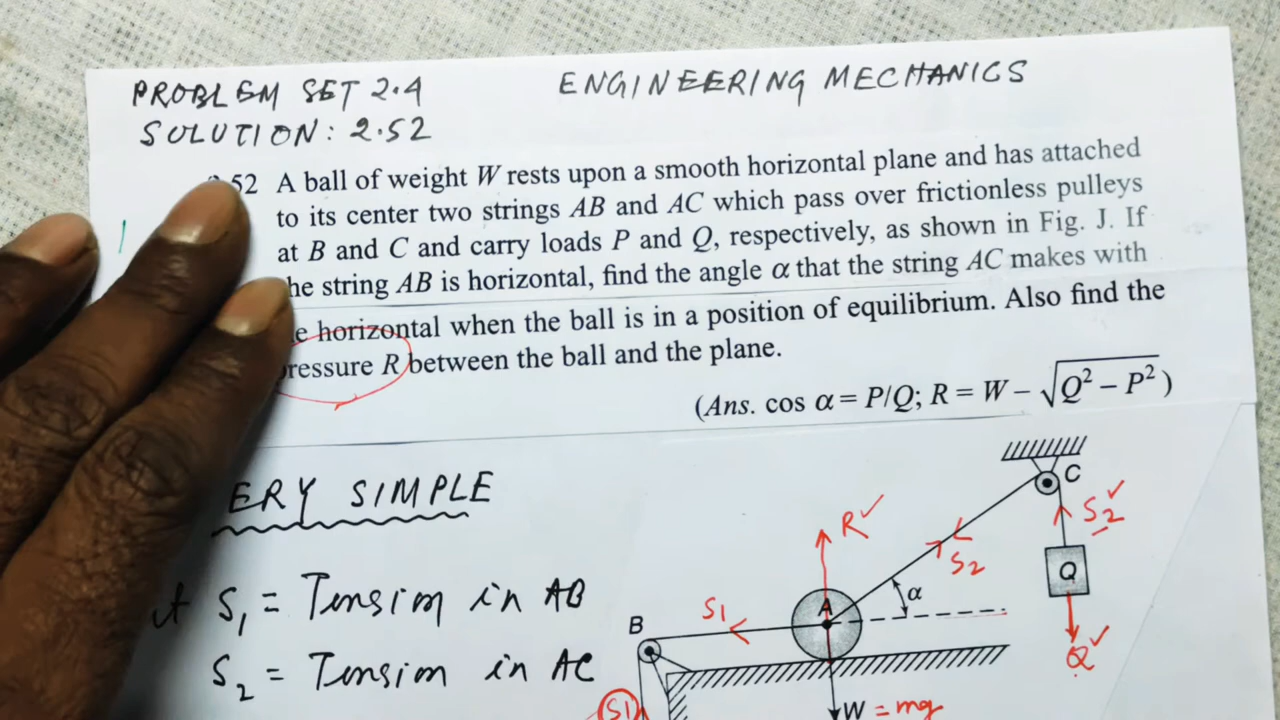 PROBLEM SET 2.4
ENGINEERING MECHANICS
SOLUTION: 2.52
52 A ball of weight W rests upon a smooth horizontal plane and has attached
to its center two strings AB and AC which pass over frictionless pulleys
at B and C and carry loads P and Q, respectively, as shown in Fig. J. If
he string AB is horizontal, find the angle α that the string AC makes with
e horizontal when the ball is in a position of equilibrium. Also find the
pressure R between the ball and the plane.
(Ans. cos α = P/Q; R = W – √Q² – P²)
ERY SIMPLE
S₁ = Tension in AB
S₂ = Tension in AC
C
R
S₂
S₂
Q
α
A
S₁
B
Q
S1
W = mg